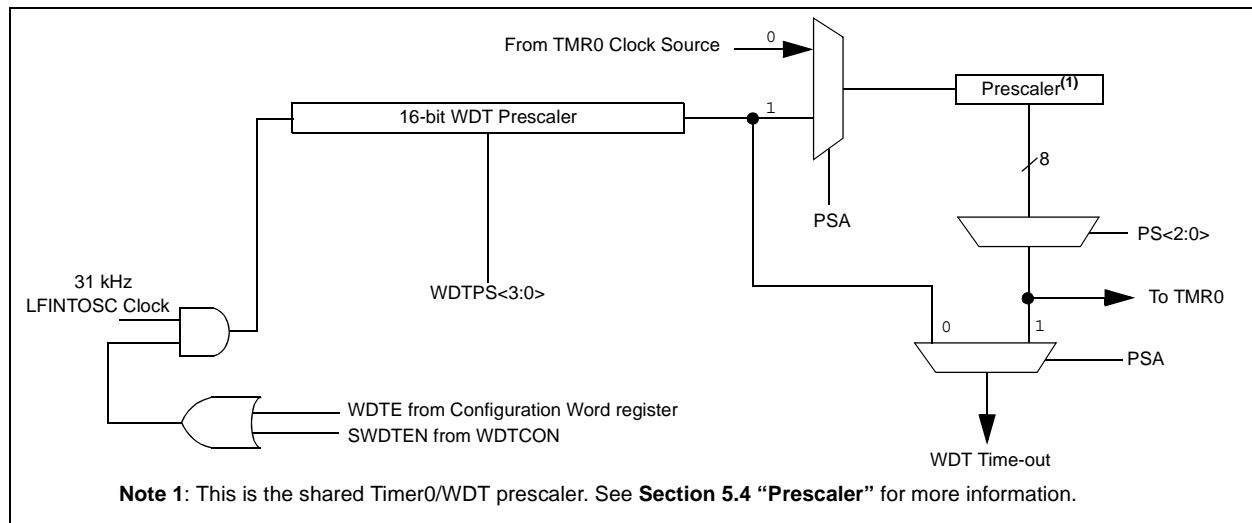 From TMR0 Clock Source
0
Prescaler(1)
16-bit WDT Prescaler
1
8
PSA
PS<2:0>
31 kHz
LFINTOSC Clock
WDTPS<3:0>
To TMR0
0
1
PSA
WDTE from Configuration Word register
SWDTEN from WDTCON
WDT Time-out
Note 1: This is the shared Timer0/WDT prescaler. See Section 5.4 “Prescaler” for more information.